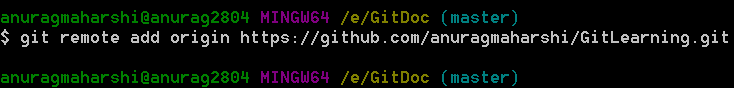 anuragmaharshi@anurag2804 MINGW64 /e/GitDoc (master)
$ git remote add origin https://github.com/anuragmaharshi/GitLearning.git
anuragmaharshi@anurag2804 MINGW64 /e/GitDoc (master)